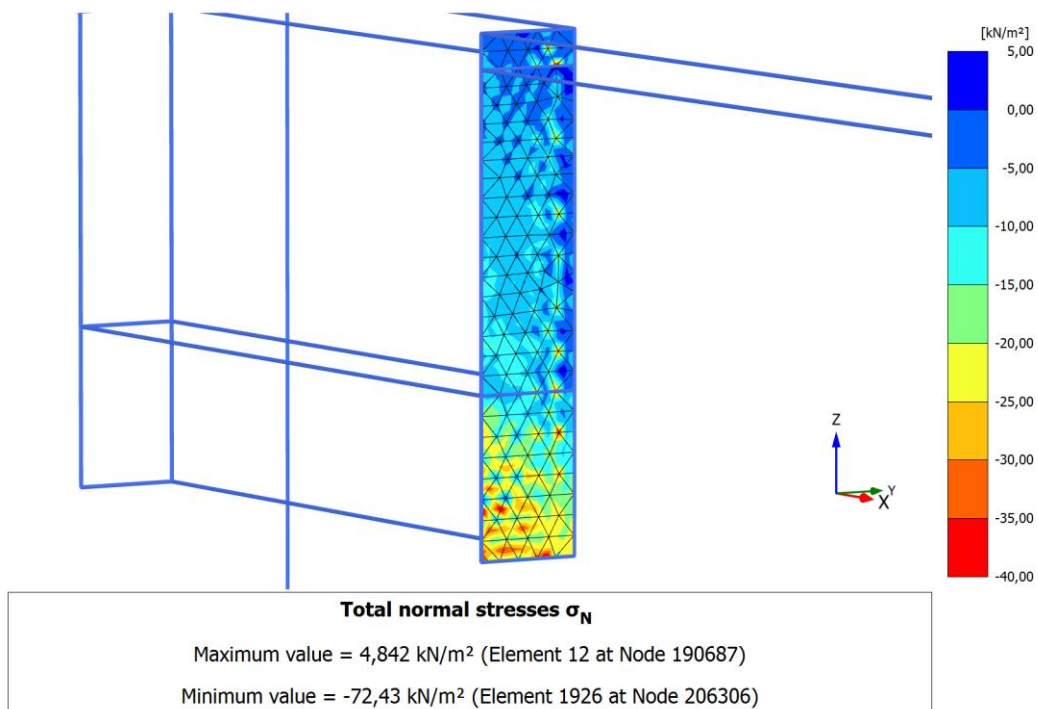 [kN/m²]
5,00
0,00
-5,00
-10,00
-15,00
-20,00
-25,00
-30,00
-35,00
-40,00
Z
Y
X
Total normal stresses σN
Maximum value = 4,842 kN/m² (Element 12 at Node 190687)
Minimum value = -72,43 kN/m² (Element 1926 at Node 206306)